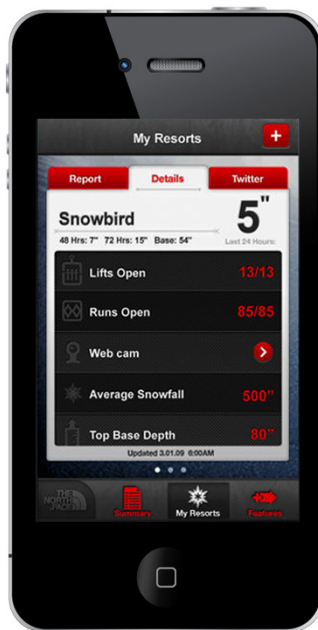 My Resorts
+
Report Details Twitter
Snowbird
5"
48 Hrs: 7" 72 Hrs: 15" Base: 54"
Last 24 Hours:
Lifts Open 13/13
Runs Open 85/85
Web cam
Average Snowfall 500"
Top Base Depth 80"
Updated 3.01.09 6:00AM
THE NORTH FACE
Summary My Resorts Features